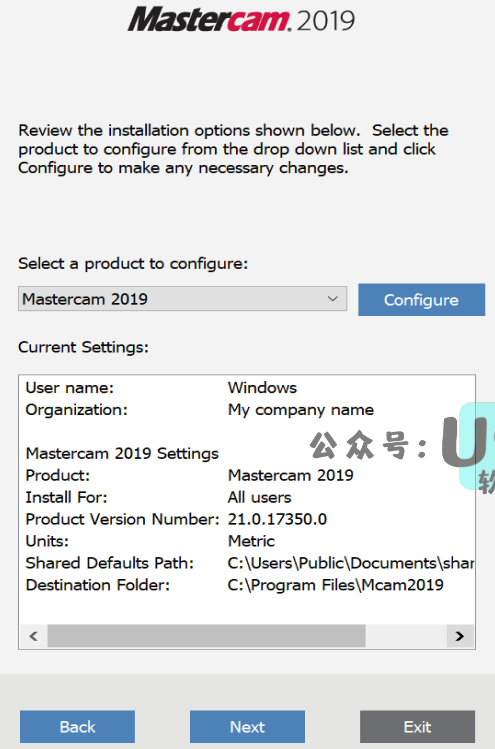 Mastercam. 2019
Review the installation options shown below. Select the
product to configure from the drop down list and click
Configure to make any necessary changes.
Select a product to configure:
Mastercam 2019
Configure
Current Settings:
User name: Windows
Organization: My company name
公众号:
Mastercam 2019 Settings
Product: Mastercam 2019
Install For: All users
Product Version Number: 21.0.17350.0
Units: Metric
Shared Defaults Path: C:\Users\Public\Documents\shar
Destination Folder: C:\Program Files\Mcam2019
Back
Next
Exit